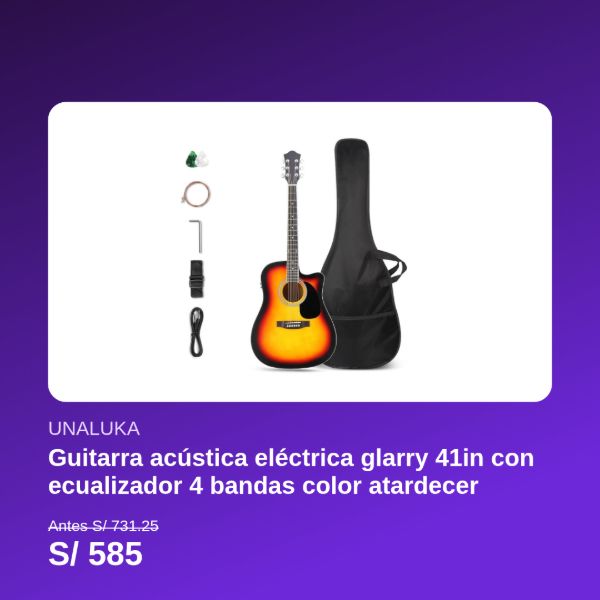 UNALUKA
Guitarra acústica eléctrica glarry 41in con
ecualizador 4 bandas color atardecer
Antes S/ 731.25
S/ 585